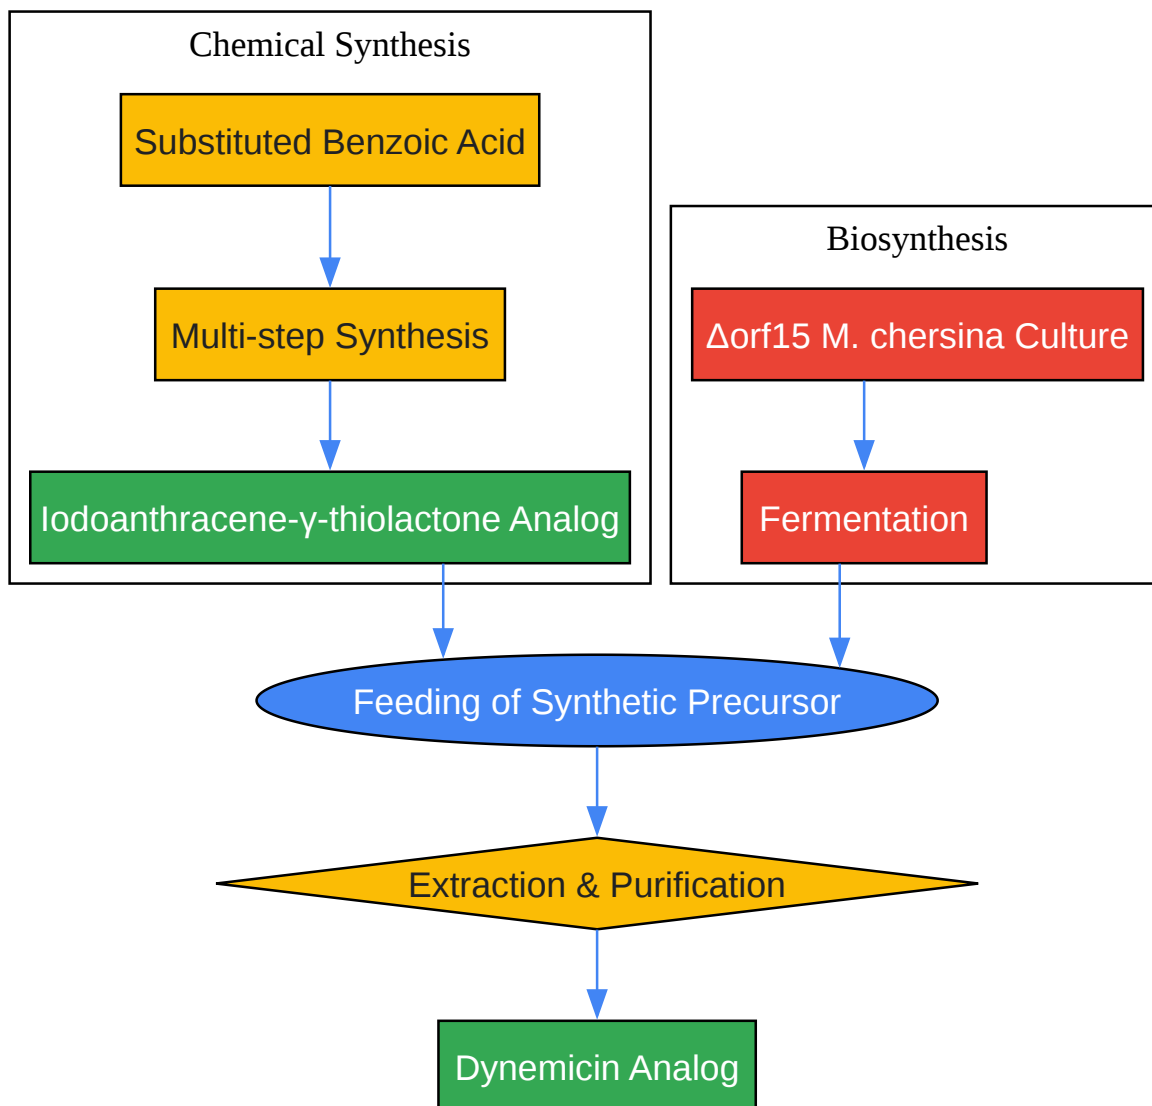 Chemical Synthesis
Substituted Benzoic Acid
Multi-step Synthesis
Iodoanthracene-γ-thiolactone Analog
Biosynthesis
Δorf15 M. chersina Culture
Fermentation
Feeding of Synthetic Precursor
Extraction & Purification
Dynemicin Analog